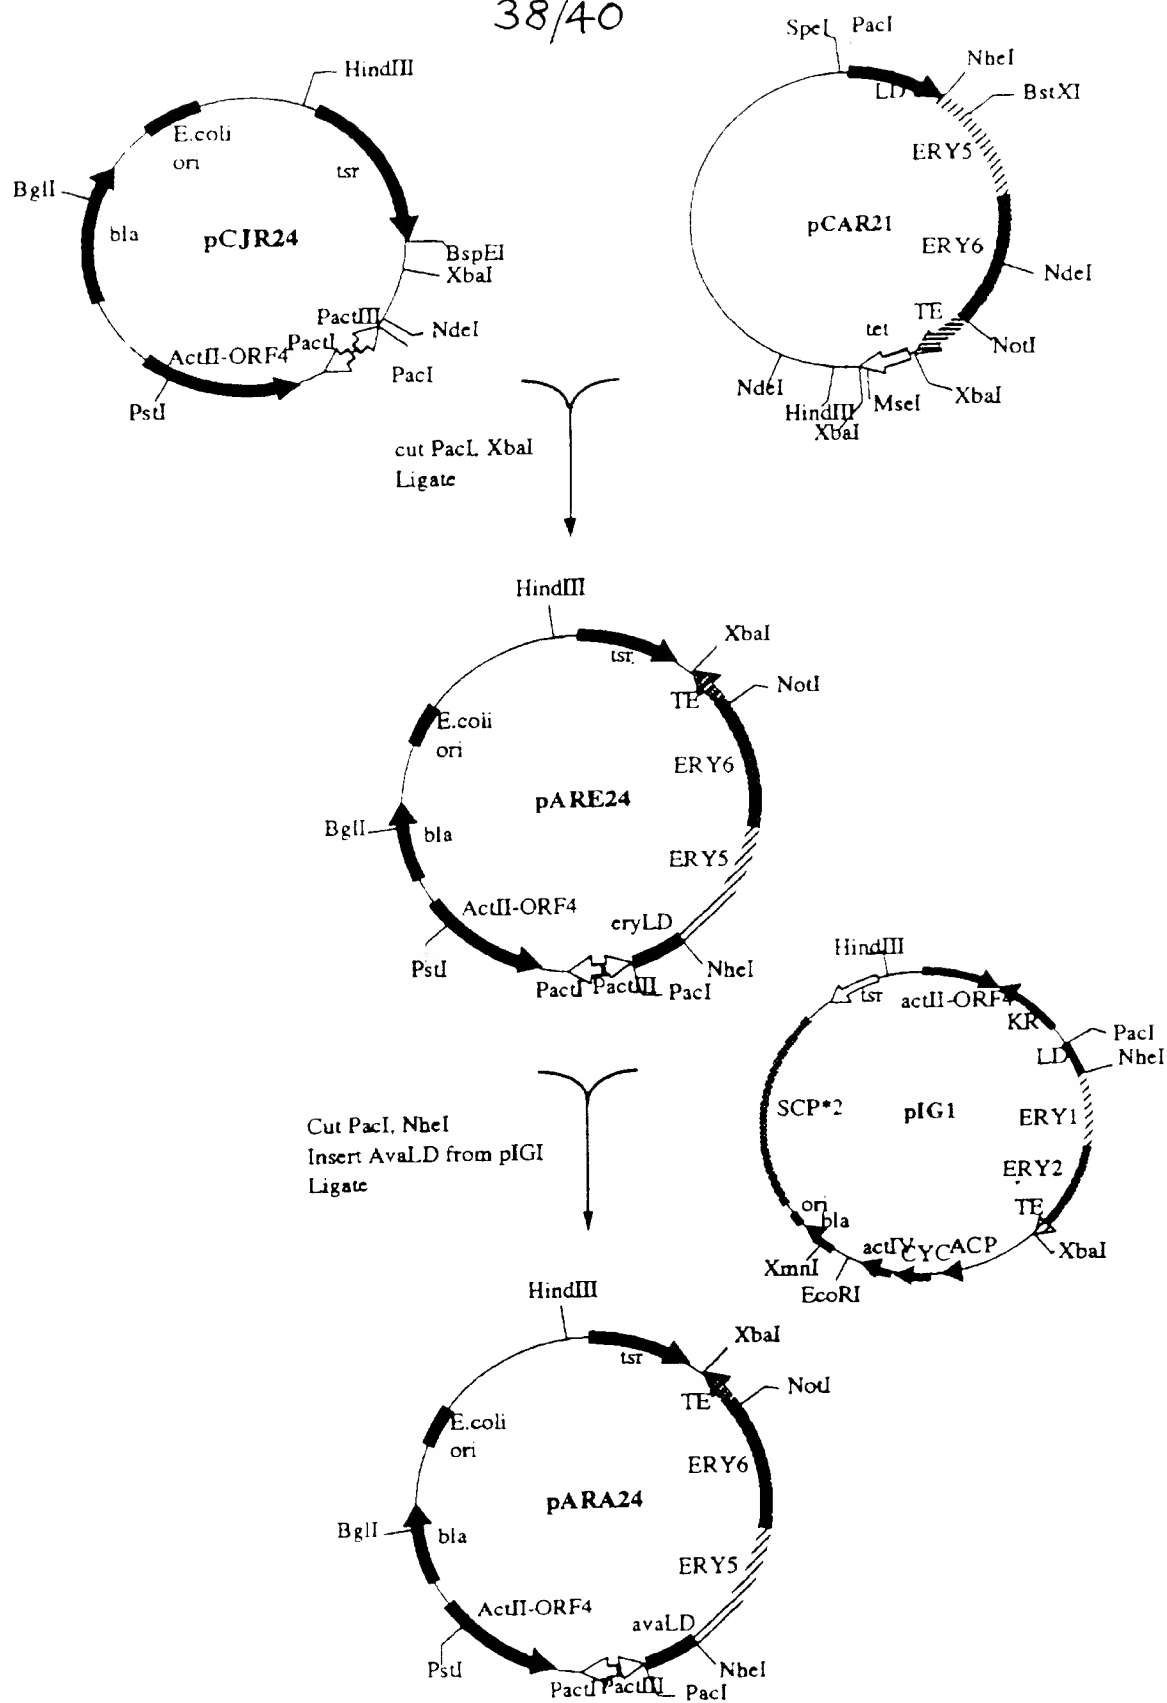 38/40
HindIII
E.coli
ori
tsr
BglI
bla
pCJR24
BspEI
XbaI
PactIII
NdeI
PactI
ActII-ORF4
PacI
PstI
SpeI PacI
NheI
LD
BstXI
ERY5
pCAR21
ERY6
NdeI
TE
tet
NotI
NdeI
HindIII
MseI
XbaI
XbaI
cut PacI, XbaI
Ligate
HindIII
XbaI
tsr
NotI
TE
E.coli
ori
ERY6
pARE24
BglI
bla
ERY5
ActII-ORF4
eryLD
PstI
NheI
PactI PactIII PacI
HindIII
tsr
actII-ORF4
KR
PacI
LD
NheI
SCP*2
pIG1
ERY1
ERY2
ori
bla
TE
actIV CYC ACP
XbaI
XmnI
EcoRI
Cut PacI, NheI
Insert AvaLD from pIGI
Ligate
HindIII
XbaI
tsr
NotI
TE
E.coli
ori
ERY6
pARA24
BglI
bla
ERY5
ActII-ORF4
avaLD
PstI
NheI
PactI PactIII PacI